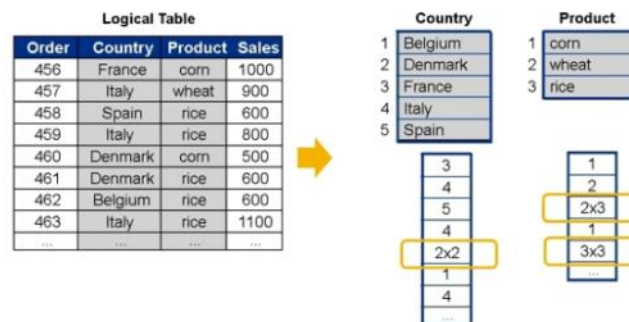 Logical Table
Order Country Product Sales
456 France corn 1000
457 Italy wheat 900
458 Spain rice 600
459 Italy rice 800
460 Denmark corn 500
461 Denmark rice 600
462 Belgium rice 600
463 Italy rice 1100
... ... ... ...
Country
1 Belgium
2 Denmark
3 France
4 Italy
5 Spain
3
4
5
4
2x2
1
4
...
Product
1 corn
2 wheat
3 rice
1
2
2x3
1
3x3
...